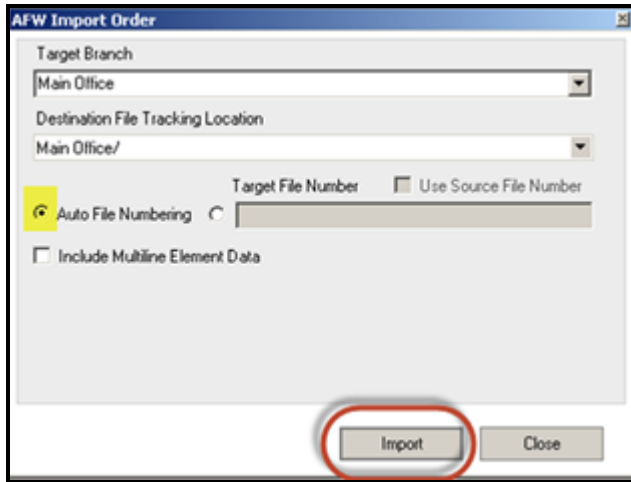 AFW Import Order
Target Branch
Main Office
Destination File Tracking Location
Main Office/
Target File Number Use Source File Number
Auto File Numbering
Include Multiline Element Data
Import Close